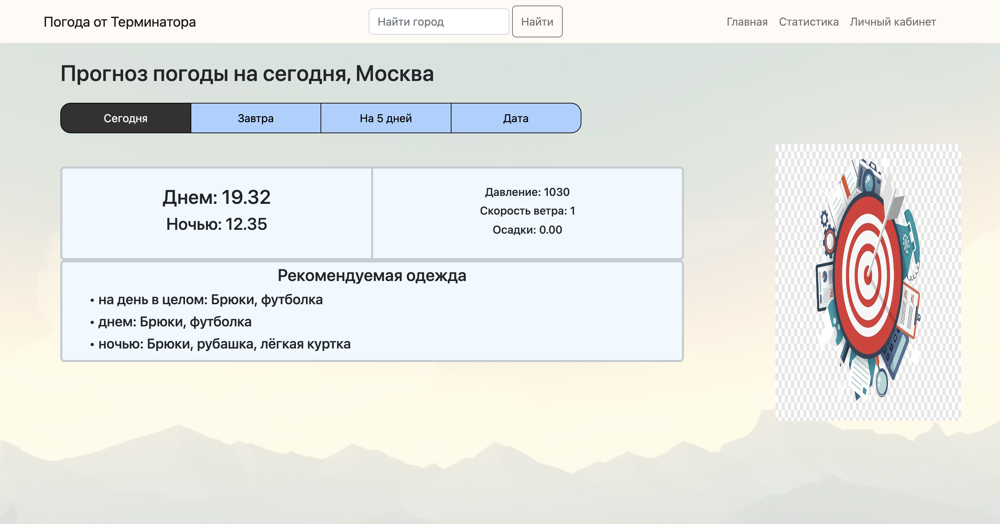 Погода от Терминатора
Найти город
Найти
Главная Статистика Личный кабинет
Прогноз погоды на сегодня, Москва
Сегодня
Завтра
На 5 дней
Дата
Днем: 19.32
Ночью: 12.35
Давление: 1030
Скорость ветра: 1
Осадки: 0.00
Рекомендуемая одежда
• на день в целом: Брюки, футболка
• днем: Брюки, футболка
• ночью: Брюки, рубашка, лёгкая куртка